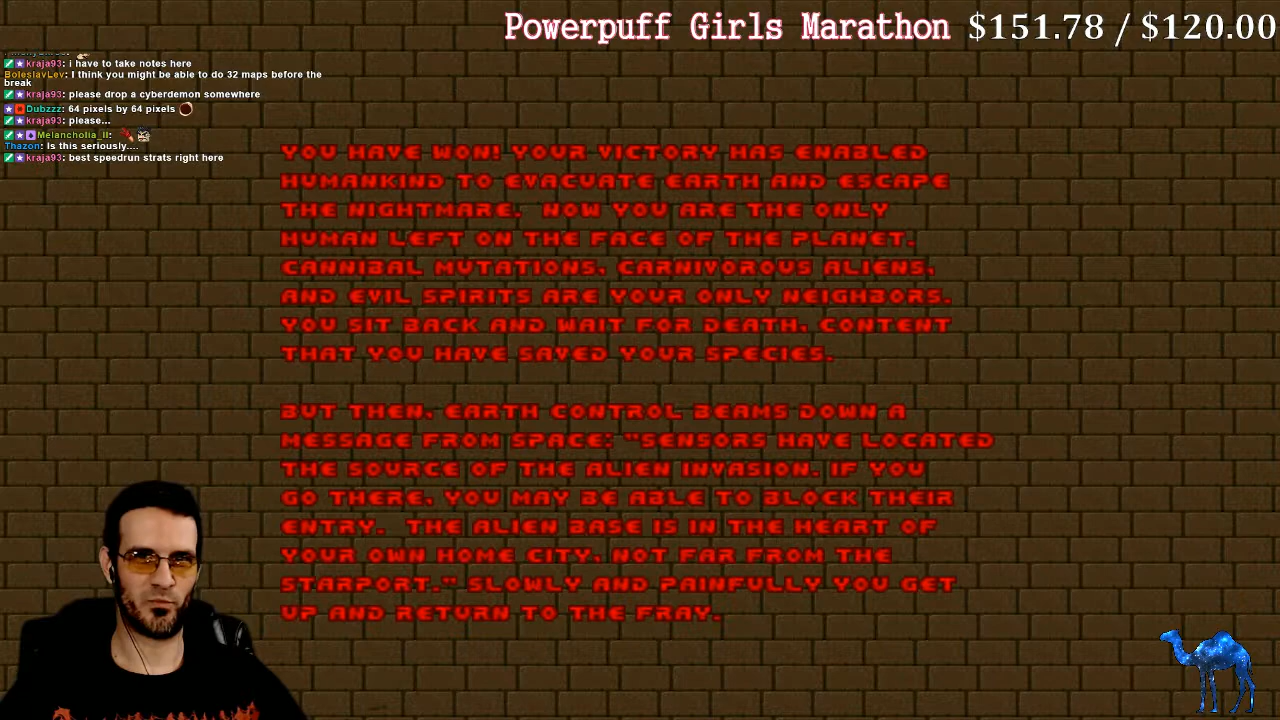 Powerpuff Girls Marathon $151.78 / $120.00
kraja93: i have to take notes here
BoleslavLev: I think you might be able to do 32 maps before the
break
kraja93: please drop a cyberdemon somewhere
Dubzzz: 64 pixels by 64 pixels
kraja93: please...
Melancholia_II:
Thazon: Is this seriously....
kraja93: best speedrun strats right here
YOU HAVE WON! YOUR VICTORY HAS ENABLED
HUMANKIND TO EVACUATE EARTH AND ESCAPE
THE NIGHTMARE. NOW YOU ARE THE ONLY
HUMAN LEFT ON THE FACE OF THE PLANET.
CANNIBAL MUTATIONS, CARNIVOROUS ALIENS,
AND EVIL SPIRITS ARE YOUR ONLY NEIGHBORS.
YOU SIT BACK AND WAIT FOR DEATH, CONTENT
THAT YOU HAVE SAVED YOUR SPECIES.
BUT THEN, EARTH CONTROL BEAMS DOWN A
MESSAGE FROM SPACE: "SENSORS HAVE LOCATED
THE SOURCE OF THE ALIEN INVASION. IF YOU
GO THERE, YOU MAY BE ABLE TO BLOCK THEIR
ENTRY. THE ALIEN BASE IS IN THE HEART OF
YOUR OWN HOME CITY, NOT FAR FROM THE
STARPORT." SLOWLY AND PAINFULLY YOU GET
UP AND RETURN TO THE FRAY.